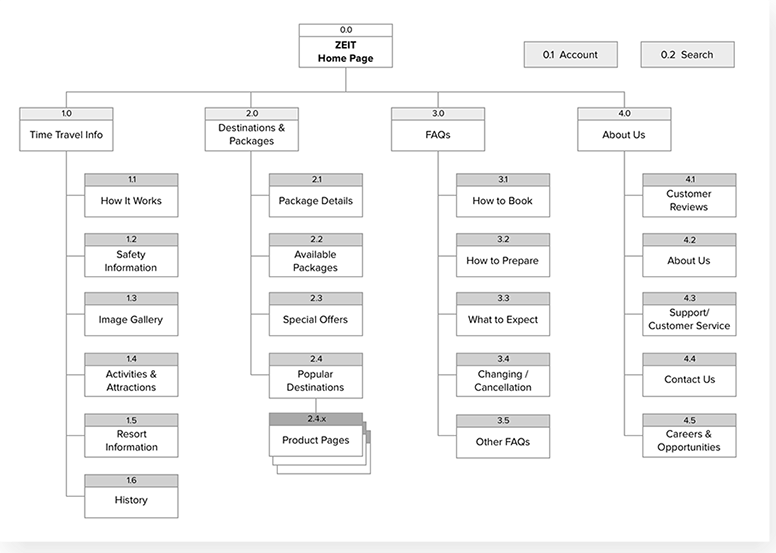 0.0
ZEIT
Home Page
0.1 Account
0.2 Search
1.0
Time Travel Info
2.0
Destinations &
Packages
3.0
FAQs
4.0
About Us
1.1
How It Works
1.2
Safety
Information
1.3
Image Gallery
1.4
Activities &
Attractions
1.5
Resort
Information
1.6
History
2.1
Package Details
2.2
Available
Packages
2.3
Special Offers
2.4
Popular
Destinations
2.4.x
Product Pages
3.1
How to Book
3.2
How to Prepare
3.3
What to Expect
3.4
Changing /
Cancellation
3.5
Other FAQs
4.1
Customer
Reviews
4.2
About Us
4.3
Support/
Customer Service
4.4
Contact Us
4.5
Careers &
Opportunities